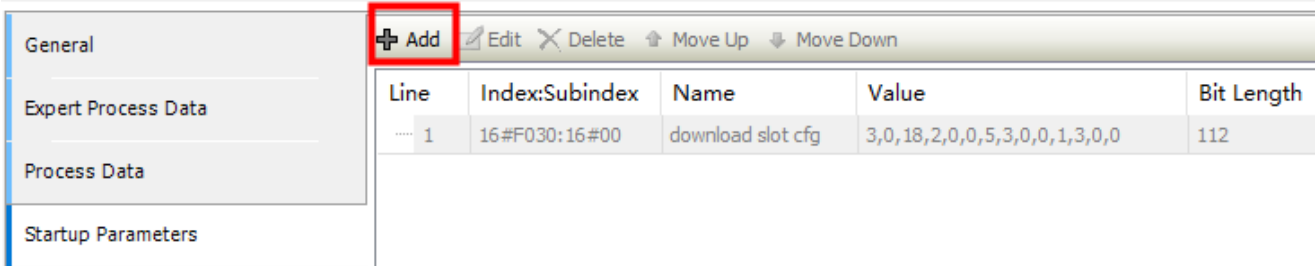 General
Expert Process Data
Process Data
Startup Parameters
Add Edit Delete Move Up Move Down
Line Index:Subindex Name Value Bit Length
1 16#F030:16#00 download slot cfg 3,0,18,2,0,0,5,3,0,0,1,3,0,0 112